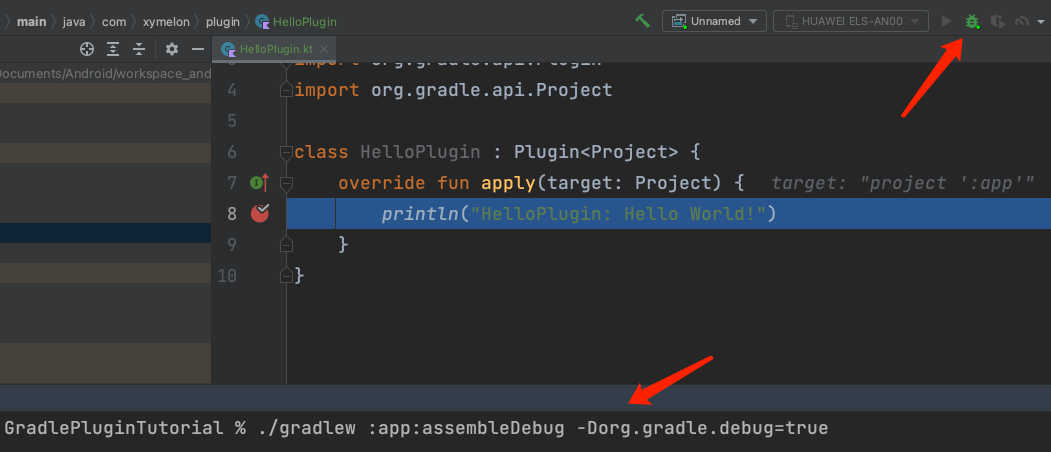 main java com xymelon plugin HelloPlugin
Unnamed HUAWEI ELS-AN00
HelloPlugin.kt
Documents/Android/workspace_and
import org.gradle.api.Plugin
4 import org.gradle.api.Project
5
6 class HelloPlugin : Plugin<Project> {
7 override fun apply(target: Project) { target: "project ':app'"
8 println("HelloPlugin: Hello World!")
9 }
10 }
GradlePluginTutorial % ./gradlew :app:assembleDebug -Dorg.gradle.debug=true